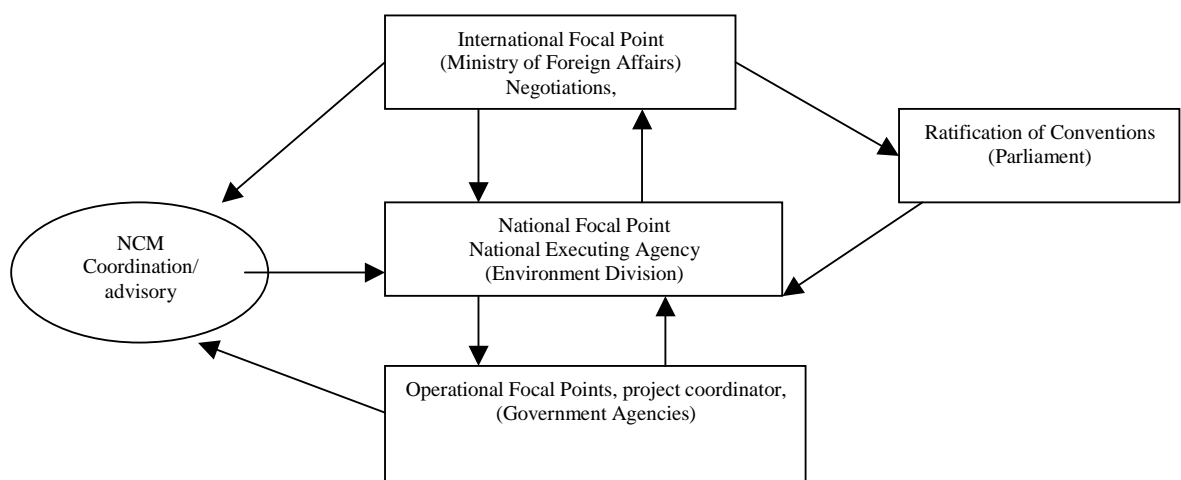 International Focal Point
(Ministry of Foreign Affairs)
Negotiations,
Ratification of Conventions
(Parliament)
NCM
Coordination/
advisory
National Focal Point
National Executing Agency
(Environment Division)
Operational Focal Points, project coordinator,
(Government Agencies)